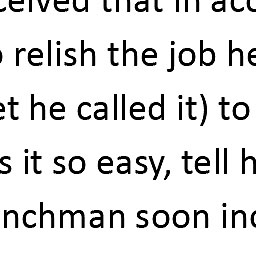 ceived that in acc
relish the job he
et he called it) to
s it so easy, tell h
nchman soon inc